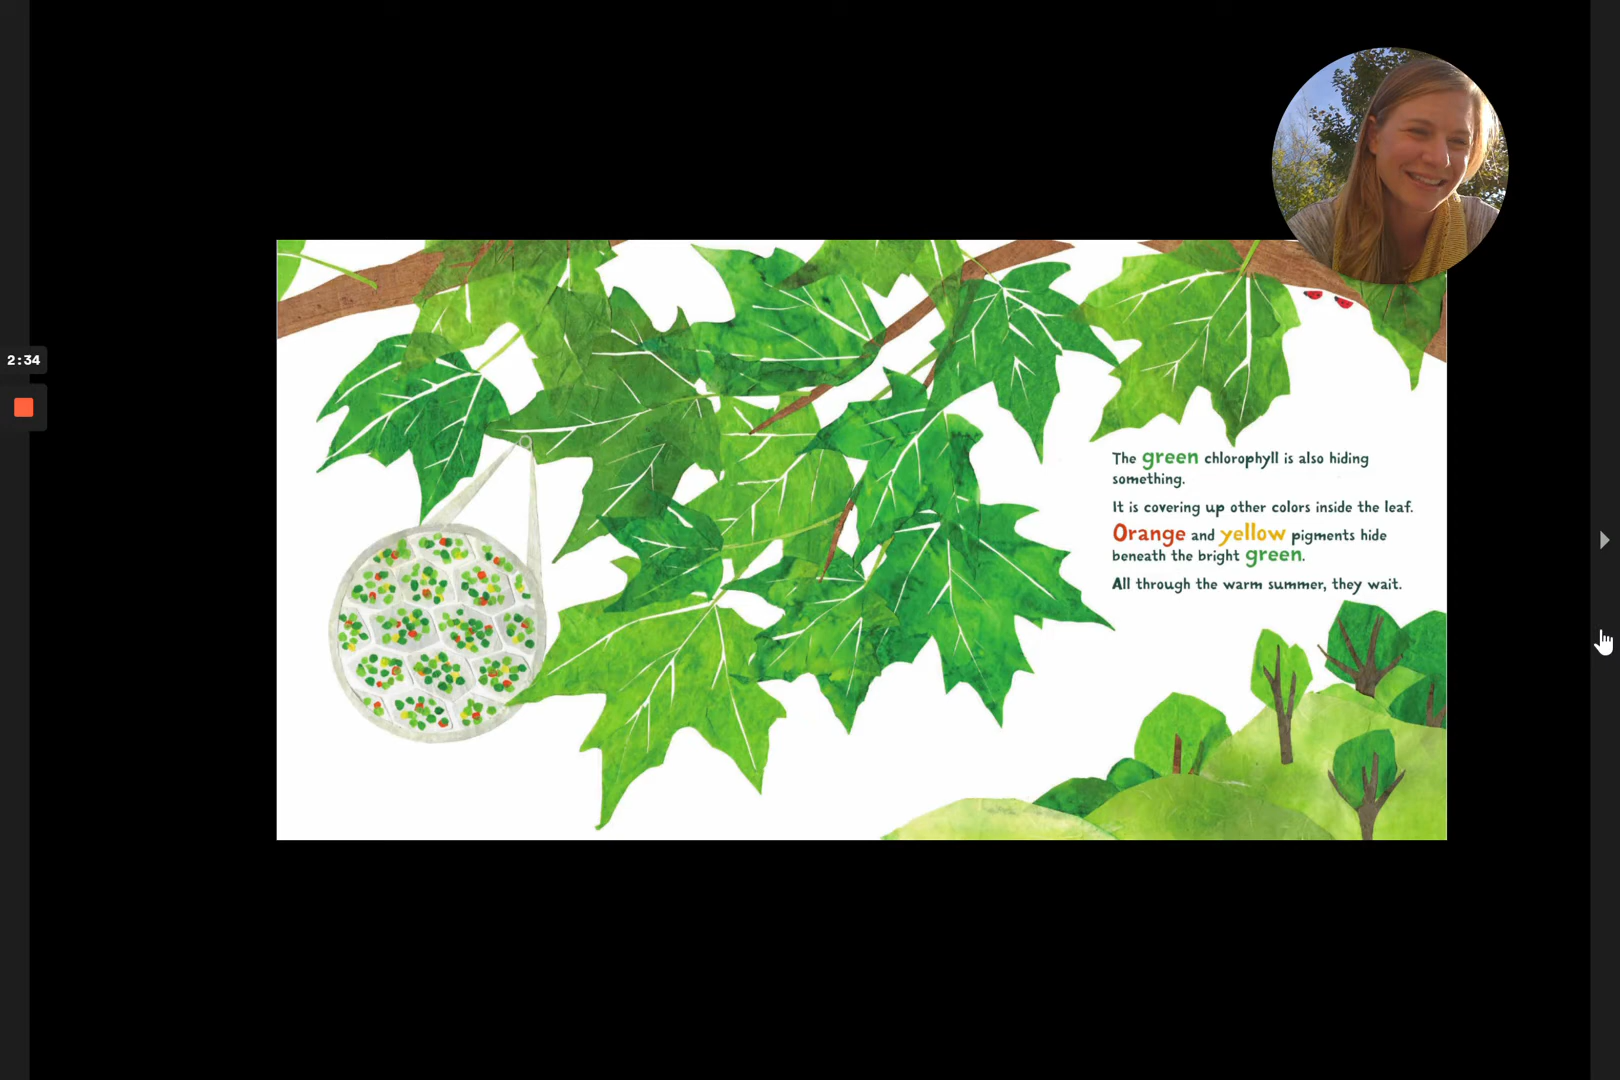 2:34
The green chlorophyll is also hiding
something.
It is covering up other colors inside the leaf.
Orange and yellow pigments hide
beneath the bright green.
All through the warm summer, they wait.